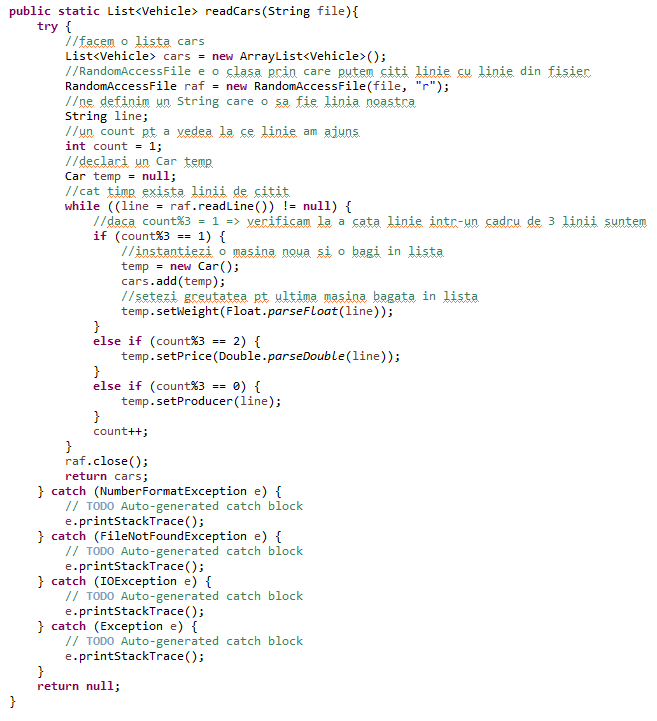 public static List<Vehicle> readCars(String file){
    try {
        //facem o lista cars
        List<Vehicle> cars = new ArrayList<Vehicle>();
        //RandomAccessFile e o clasa prin care putem citi linie cu linie din fisier
        RandomAccessFile raf = new RandomAccessFile(file, "r");
        //ne definim un String care o sa fie linia noastra
        String line;
        //un count pt a vedea la ce linie am ajuns
        int count = 1;
        //declari un Car temp
        Car temp = null;
        //cat timp exista linii de citit
        while ((line = raf.readLine()) != null) {
            //daca count%3 = 1 => verificam la a cata linie intr-un cadru de 3 linii suntem
            if (count%3 == 1) {
                //instantiezi o masina noua si o bagi in lista
                temp = new Car();
                cars.add(temp);
                //setezi greutatea pt ultima masina bagata in lista
                temp.setWeight(Float.parseFloat(line));
            }
            else if (count%3 == 2) {
                temp.setPrice(Double.parseDouble(line));
            }
            else if (count%3 == 0) {
                temp.setProducer(line);
            }
            count++;
        }
        raf.close();
        return cars;
    } catch (NumberFormatException e) {
        // TODO Auto-generated catch block
        e.printStackTrace();
    } catch (FileNotFoundException e) {
        // TODO Auto-generated catch block
        e.printStackTrace();
    } catch (IOException e) {
        // TODO Auto-generated catch block
        e.printStackTrace();
    } catch (Exception e) {
        // TODO Auto-generated catch block
        e.printStackTrace();
    }
    return null;
}